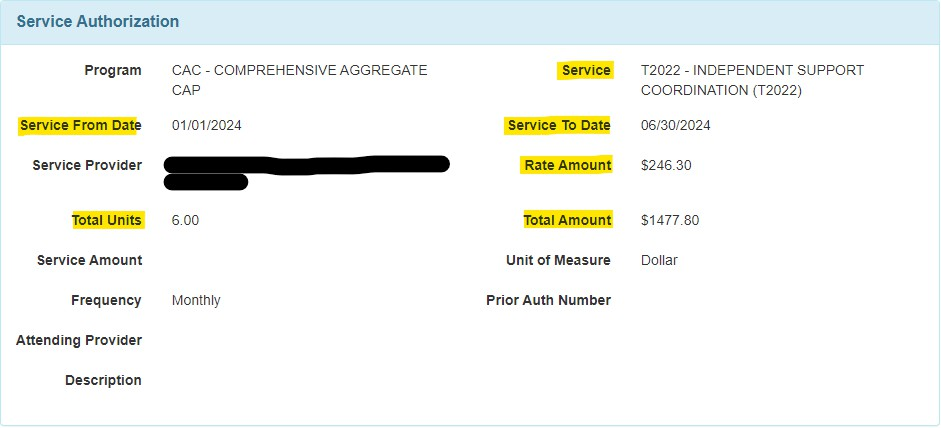 Service Authorization
Program CAC - COMPREHENSIVE AGGREGATE
CAP
Service T2022 - INDEPENDENT SUPPORT
COORDINATION (T2022)
Service From Date 01/01/2024
Service To Date 06/30/2024
Service Provider
Rate Amount $246.30
Total Units 6.00
Total Amount $1477.80
Service Amount
Unit of Measure Dollar
Frequency Monthly
Prior Auth Number
Attending Provider
Description